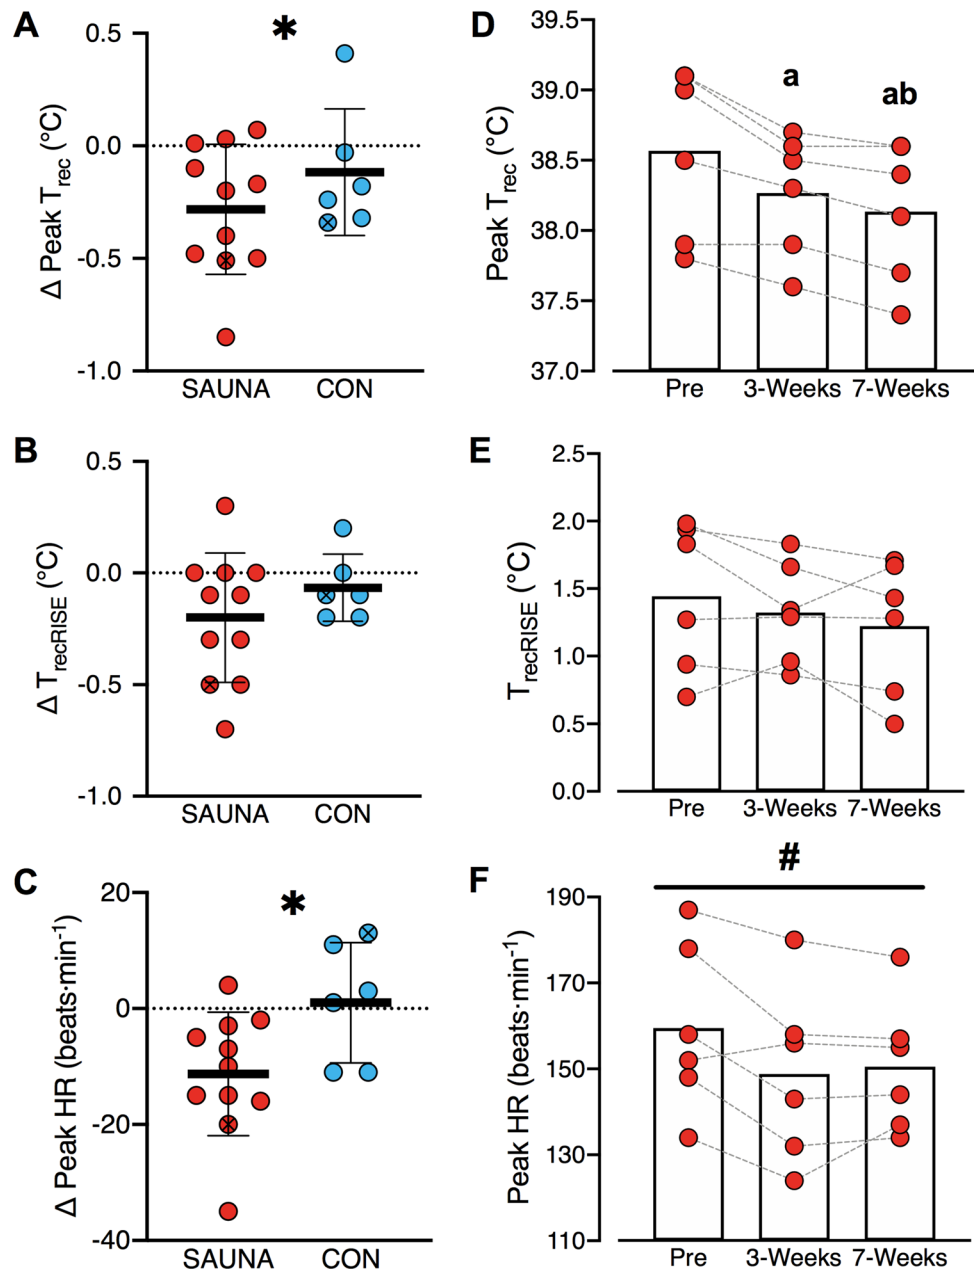 A
0.5
0.0
-0.5
-1.0
Δ Peak Trec (°C)
*
SAUNA CON
D
39.5
39.0
38.5
38.0
37.5
37.0
Peak Trec (°C)
a
ab
Pre 3-Weeks 7-Weeks
B
0.5
0.0
-0.5
-1.0
Δ TrecRISE (°C)
SAUNA CON
E
2.5
2.0
1.5
1.0
0.5
0.0
TrecRISE (°C)
Pre 3-Weeks 7-Weeks
C
20
0
-20
-40
Δ Peak HR (beats·min-1)
*
SAUNA CON
F
190
170
150
130
110
Peak HR (beats·min-1)
#
Pre 3-Weeks 7-Weeks